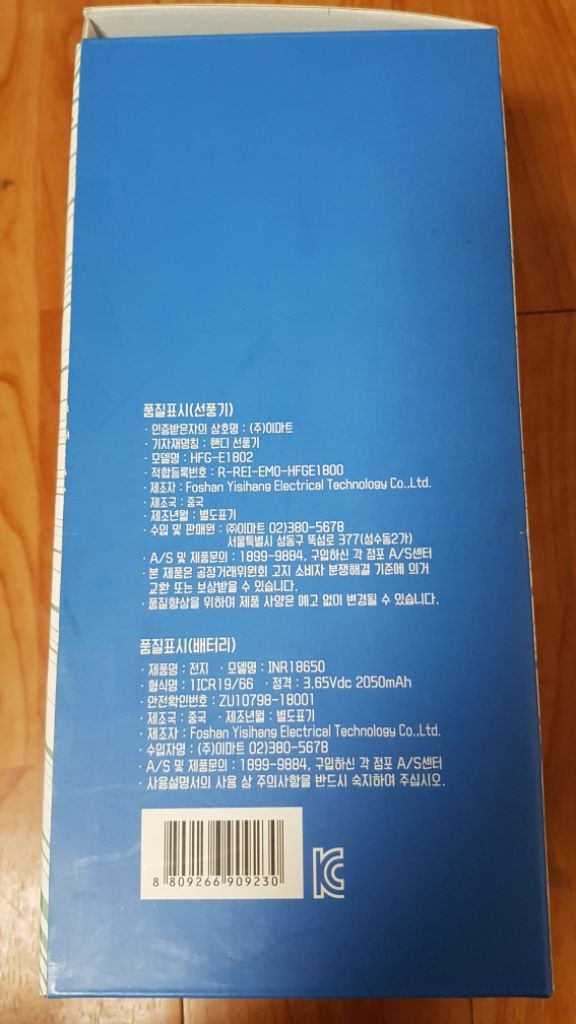 품질표시(선풍기)
· 인증받은자의 상호명 : (주)이마트
· 기자재명칭 : 핸디 선풍기
· 모델명 : HFG-E1802
· 적합등록번호 : R-REI-EMO-HFGE1800
· 제조자 : Foshan Yisihang Electrical Technology Co.,Ltd.
· 제조국 : 중국
· 제조년월 : 별도표기
· 수입 및 판매원 : ㈜이마트 02)380-5678
서울특별시 성동구 뚝섬로 377(성수동2가)
· A/S 및 제품문의 : 1899-9884, 구입하신 각 점포 A/S센터
· 본 제품은 공정거래위원회 고지 소비자 분쟁해결 기준에 의거
교환 또는 보상받을 수 있습니다.
· 품질향상을 위하여 제품 사양은 예고 없이 변경될 수 있습니다.
품질표시(배터리)
· 제품명 : 전지 · 모델명 : INR18650
· 형식명 : 1ICR19/66 · 정격 : 3.65Vdc 2050mAh
· 안전확인번호 : ZU10798-18001
· 제조국 : 중국 · 제조년월 : 별도표기
· 제조자 : Foshan Yisihang Electrical Technology Co.,Ltd.
· 수입자명 : (주)이마트 02)380-5678
· A/S 및 제품문의 : 1899-9884, 구입하신 각 점포 A/S센터
· 사용설명서의 사용 상 주의사항을 반드시 숙지하여 주십시오.
8 809266 909230